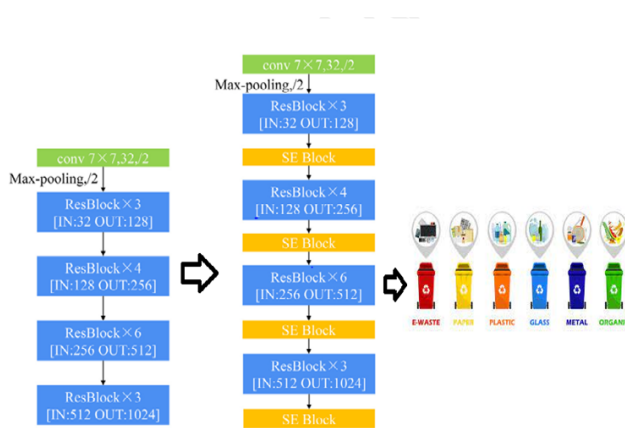 conv 7×7,32,/2
Max-pooling,/2
ResBlock×3
[IN:32 OUT:128]
ResBlock×4
[IN:128 OUT:256]
ResBlock×6
[IN:256 OUT:512]
ResBlock×3
[IN:512 OUT:1024]
conv 7×7,32,/2
Max-pooling,/2
ResBlock×3
[IN:32 OUT:128]
SE Block
ResBlock×4
[IN:128 OUT:256]
SE Block
ResBlock×6
[IN:256 OUT:512]
SE Block
ResBlock×3
[IN:512 OUT:1024]
SE Block
E-WASTE PAPER PLASTIC GLASS METAL ORGANI